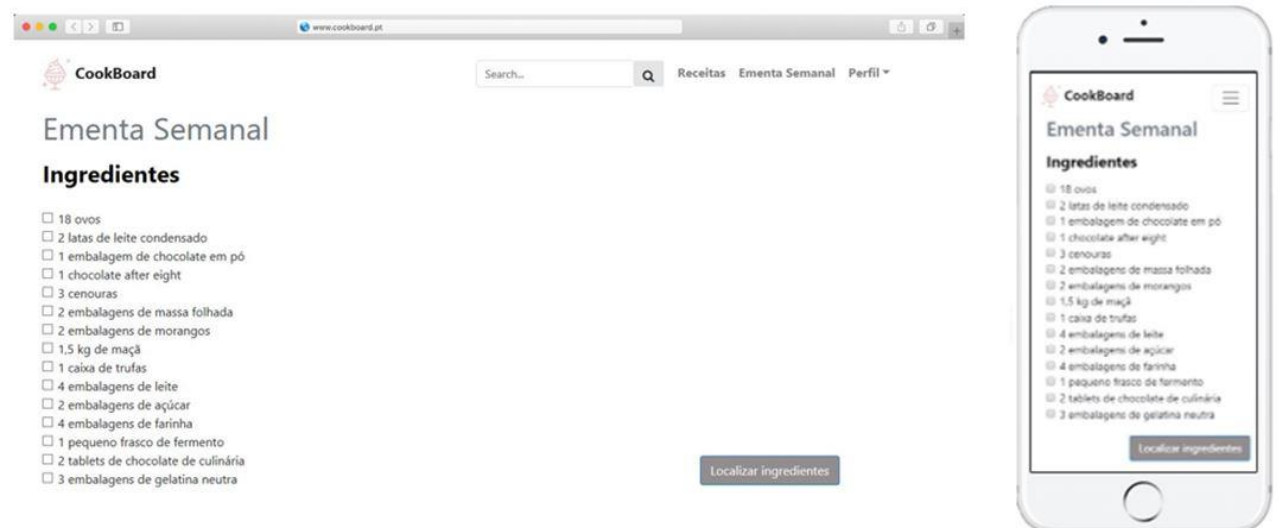 www.cookboard.pt
CookBoard
Search...
Receitas Ementa Semanal Perfil
Ementa Semanal
Ingredientes
18 ovos
2 latas de leite condensado
1 embalagem de chocolate em pó
1 chocolate after eight
3 cenouras
2 embalagens de massa folhada
2 embalagens de morangos
1,5 kg de maçã
1 caixa de trufas
4 embalagens de leite
2 embalagens de açúcar
4 embalagens de farinha
1 pequeno frasco de fermento
2 tablets de chocolate de culinária
3 embalagens de gelatina neutra
Localizar ingredientes
CookBoard
Ementa Semanal
Ingredientes
18 ovos
2 latas de leite condensado
1 embalagem de chocolate em pó
1 chocolate after eight
3 cenouras
2 embalagens de massa folhada
2 embalagens de morangos
1,5 kg de maçã
1 caixa de trufas
4 embalagens de leite
2 embalagens de açúcar
4 embalagens de farinha
1 pequeno frasco de fermento
2 tablets de chocolate de culinária
3 embalagens de gelatina neutra
Localizar ingredientes